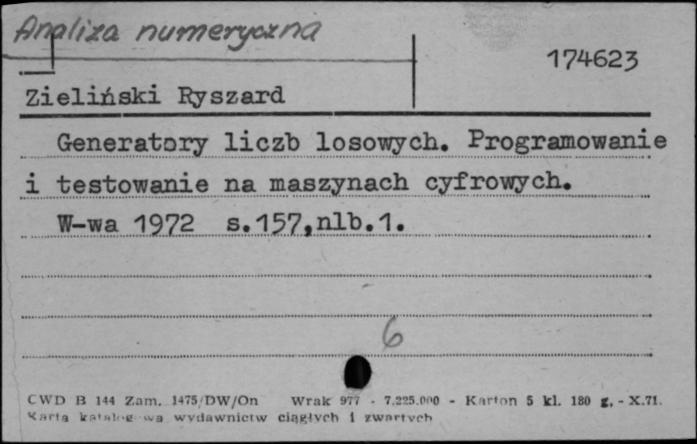 Analiza numeryczna
174623
Zieliński Ryszard
Generatory liczb losowych. Programowanie
i testowanie na maszynach cyfrowych.
W-wa 1972 s.157,nlb.1.
6
CWD B 144 Zam. 1475/DW/On Wrak 977 - 7.225.000 - Karton 5 kl. 180 g. - X.71.
Karta katalogowa wydawnictw ciągłych i zwartych